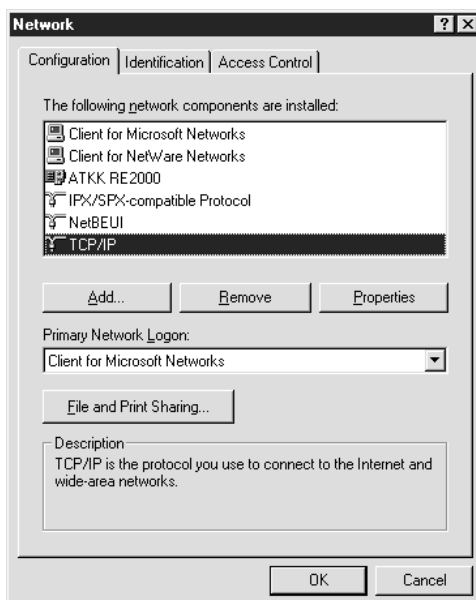 Network
Configuration Identification Access Control
The following network components are installed:
Client for Microsoft Networks
Client for NetWare Networks
ATKK RE2000
IPX/SPX-compatible Protocol
NetBEUI
TCP/IP
Add... Remove Properties
Primary Network Logon:
Client for Microsoft Networks
File and Print Sharing...
Description
TCP/IP is the protocol you use to connect to the Internet and
wide-area networks.
OK Cancel